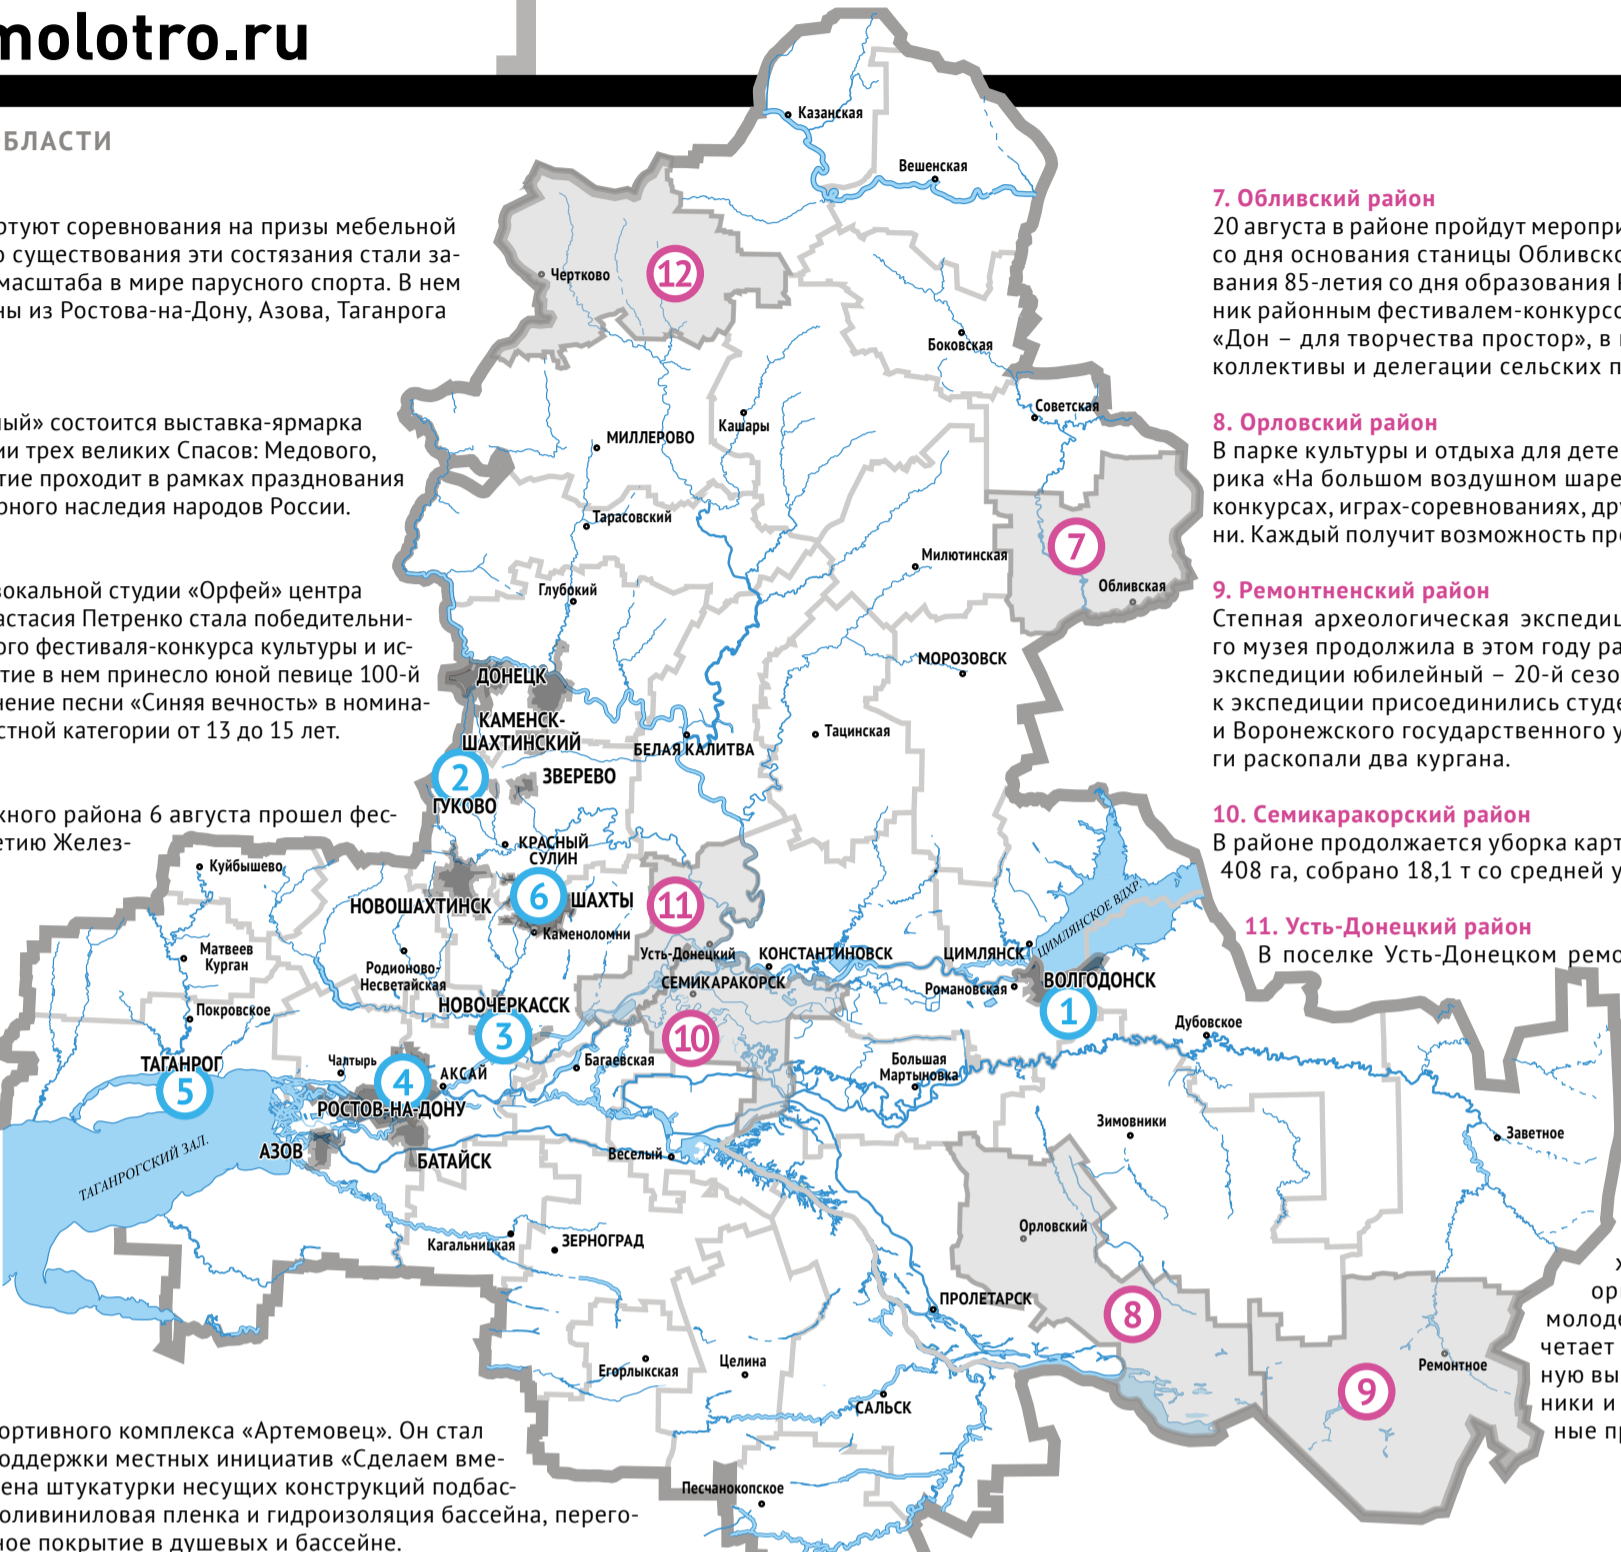 molotro.ru
БЛАСТИ
ртуют соревнования на призы мебельной
о существования эти состязания стали за-
масштаба в мире парусного спорта. В нем
ны из Ростова-на-Дону, Азова, Таганрога
ный» состоится выставка-ярмарка
ии трех великих Спасов: Медового,
тие проходит в рамках празднования
рного наследия народов России.
вокальной студии «Орфей» центра
астасия Петренко стала победительни-
ого фестиваля-конкурса культуры и ис-
тие в нем принесло юной певице 100-й
нение песни «Синяя вечность» в номина-
стной категории от 13 до 15 лет.
жного района 6 августа прошел фес-
етию Желез-
ортивного комплекса «Артемовец». Он стал
оддержки местных инициатив «Сделаем вме-
ена штукатурки несущих конструкций подбас-
оливиниловая пленка и гидроизоляция бассейна, перего-
ное покрытие в душевых и бассейне.
Казанская
Вешенская
Чертково
12
Боковская
Советская
Кашары
МИЛЛЕРОВО
Тарасовский
Милютинская
7
Обливская
Глубокий
МОРОЗОВСК
ДОНЕЦК
КАМЕНСК-
ШАХТИНСКИЙ
Тацинская
БЕЛАЯ КАЛИТВА
2
ЗВЕРЕВО
ГУКОВО
КРАСНЫЙ
СУЛИН
Куйбышево
НОВОШАХТИНСК
6
ШАХТЫ
11
Каменоломни
Матвеев
Курган
Родионово-
Несветайская
Усть-Донецкий
КОНСТАНТИНОВСК
ЦИМЛЯНСК
ЦИМЛЯНСКОЕ ВДХР.
СЕМИКАРАКОРСК
Романовская
ВОЛГОДОНСК
1
НОВОЧЕРКАССК
3
Покровское
10
Дубовское
ТАГАНРОГ
5
Чалтырь
4
АКСАЙ
Багаевская
Большая
Мартыновка
РОСТОВ-НА-ДОНУ
АЗОВ
БАТАЙСК
Веселый
Зимовники
Заветное
ТАГАНРОГСКИЙ ЗАЛ.
Кагальницкая
ЗЕРНОГРАД
Орловский
ПРОЛЕТАРСК
8
Егорлыкская
Целина
САЛЬСК
Ремонтное
9
Песчанокопское
7. Обливский район
20 августа в районе пройдут меропри
со дня основания станицы Обливско
вания 85-летия со дня образования
ник районным фестивалем-конкурсо
«Дон – для творчества простор», в
коллективы и делегации сельских п
8. Орловский район
В парке культуры и отдыха для дете
рика «На большом воздушном шаре
конкурсах, играх-соревнованиях, дру
ни. Каждый получит возможность пр
9. Ремонтненский район
Степная археологическая экспедиц
го музея продолжила в этом году ра
экспедиции юбилейный – 20-й сезо
к экспедиции присоединились студе
и Воронежского государственного у
ги раскопали два кургана.
10. Семикаракорский район
В районе продолжается уборка карт
408 га, собрано 18,1 т со средней у
11. Усть-Донецкий район
В поселке Усть-Донецком ремо
х
ор
молоде
четает
ную вы
ники и
ные пр